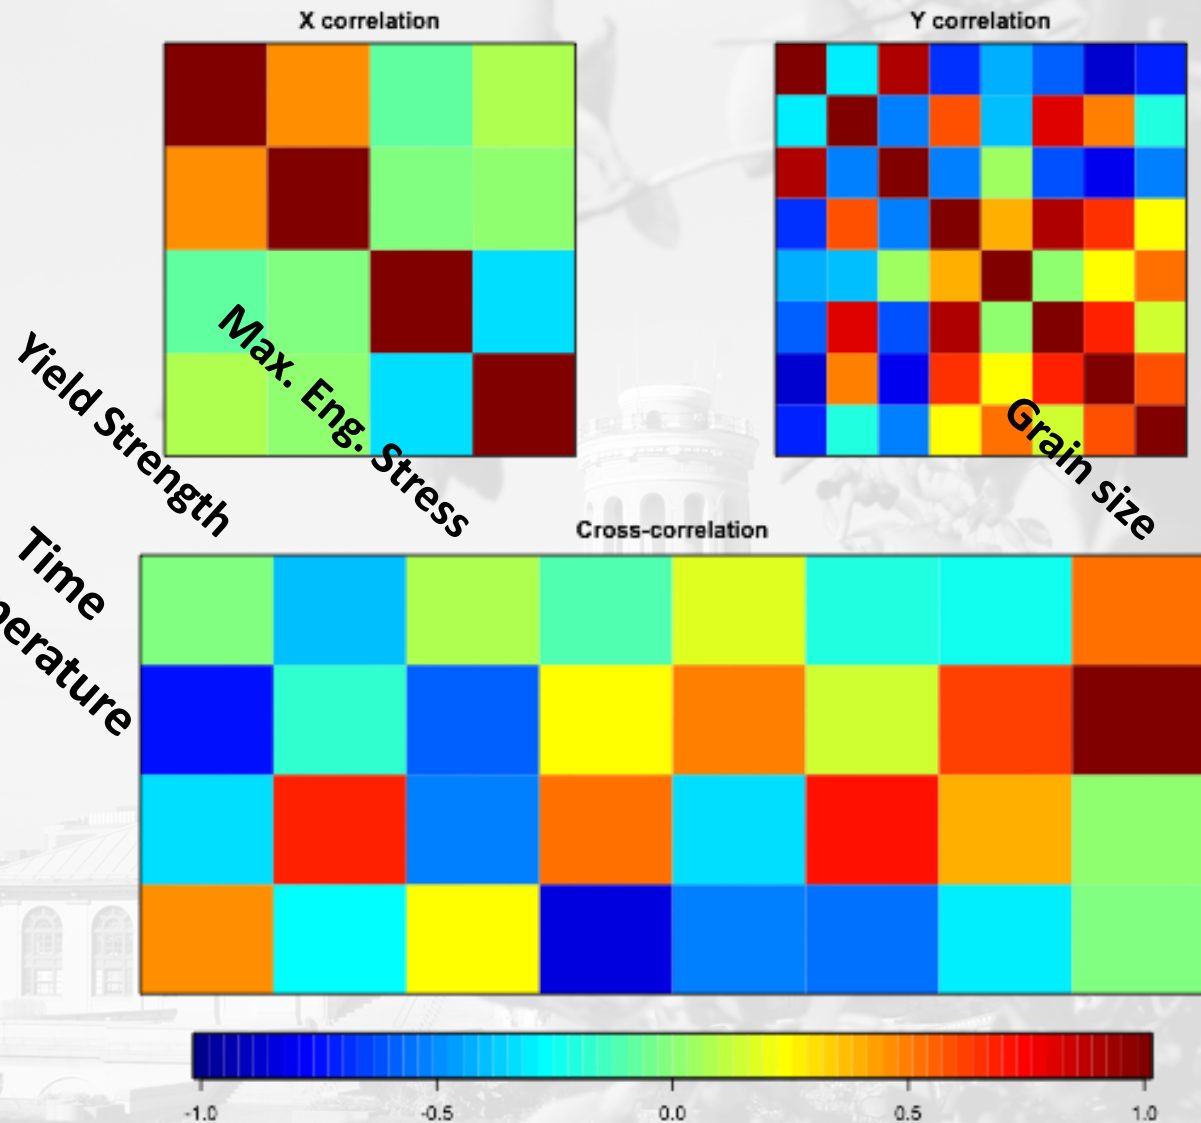 X correlation
Y correlation
Yield Strength
Max. Eng. Stress
Grain size
Cross-correlation
Time
perature
-1.0 -0.5 0.0 0.5 1.0